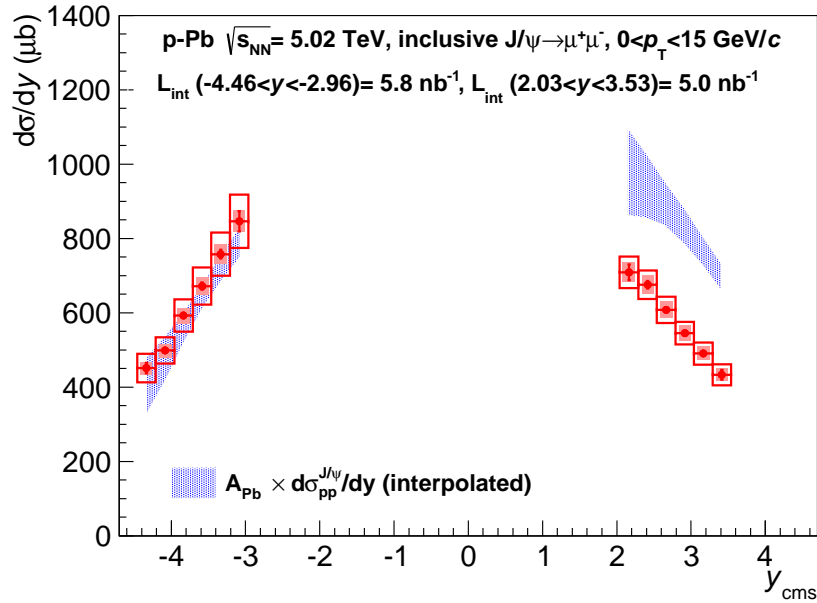 p-Pb √s_NN= 5.02 TeV, inclusive J/ψ→μ⁺μ⁻, 0<p_T<15 GeV/c
L_int (-4.46<y<-2.96)= 5.8 nb⁻¹, L_int (2.03<y<3.53)= 5.0 nb⁻¹
dσ/dy (μb)
1400
1200
1000
800
600
400
200
0
A_Pb × dσ_pp^J/ψ/dy (interpolated)
-4 -3 -2 -1 0 1 2 3 4
y_cms